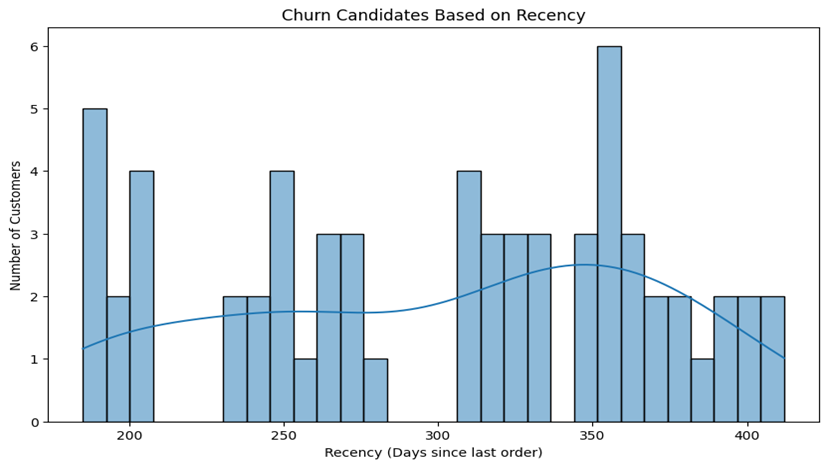 Churn Candidates Based on Recency
6
5
4
3
2
1
0
Number of Customers
200 250 300 350 400
Recency (Days since last order)